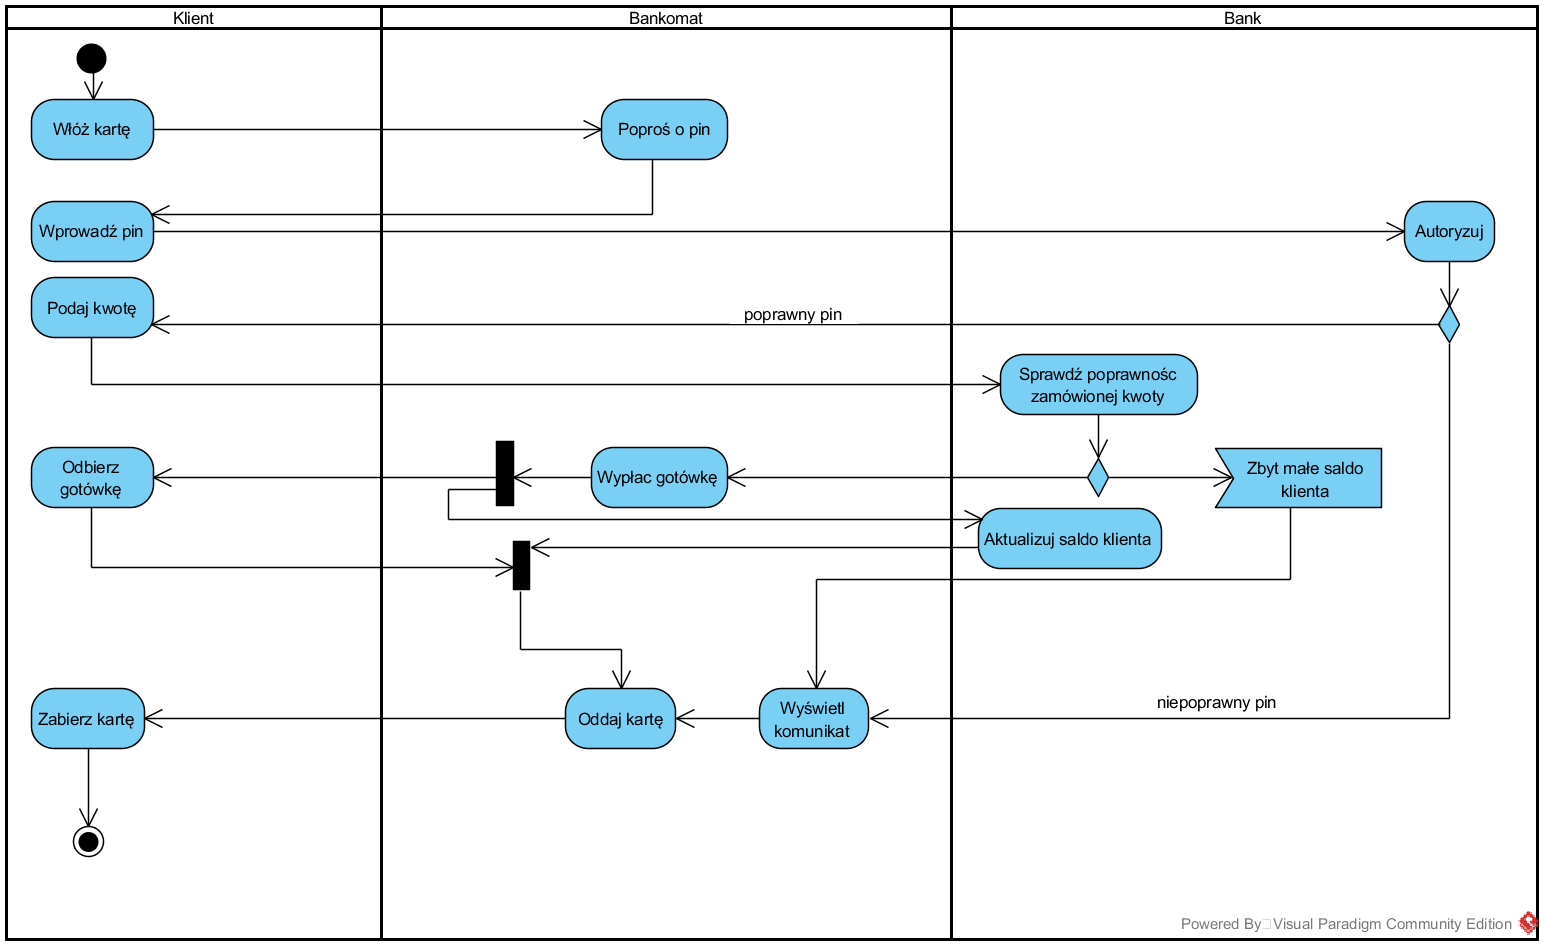 Klient
Bankomat
Bank
Włóż kartę
Poproś o pin
Wprowadź pin
Autoryzuj
Podaj kwotę
poprawny pin
Sprawdź poprawnośc
zamówionej kwoty
Odbierz
gotówkę
Wypłac gotówkę
Zbyt małe saldo
klienta
Aktualizuj saldo klienta
Zabierz kartę
Oddaj kartę
Wyświetl
komunikat
niepoprawny pin
Powered By Visual Paradigm Community Edition